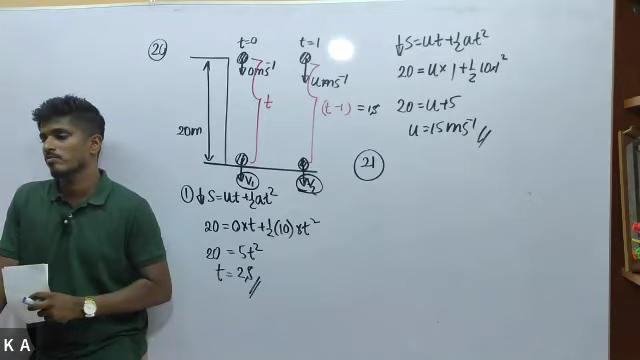 (20)
t=0
t=1
0ms⁻¹
ums⁻¹
t
(t-1) = 1s
20m
V₁
V₂
① ↓ S=ut+½at²
20 = 0×t+½(10)×t²
20 = 5t²
t = 2s //
↓ S=ut+½at²
20 = u×1+½10×1²
20 = u+5
u=15ms⁻¹ //
(21)
K A